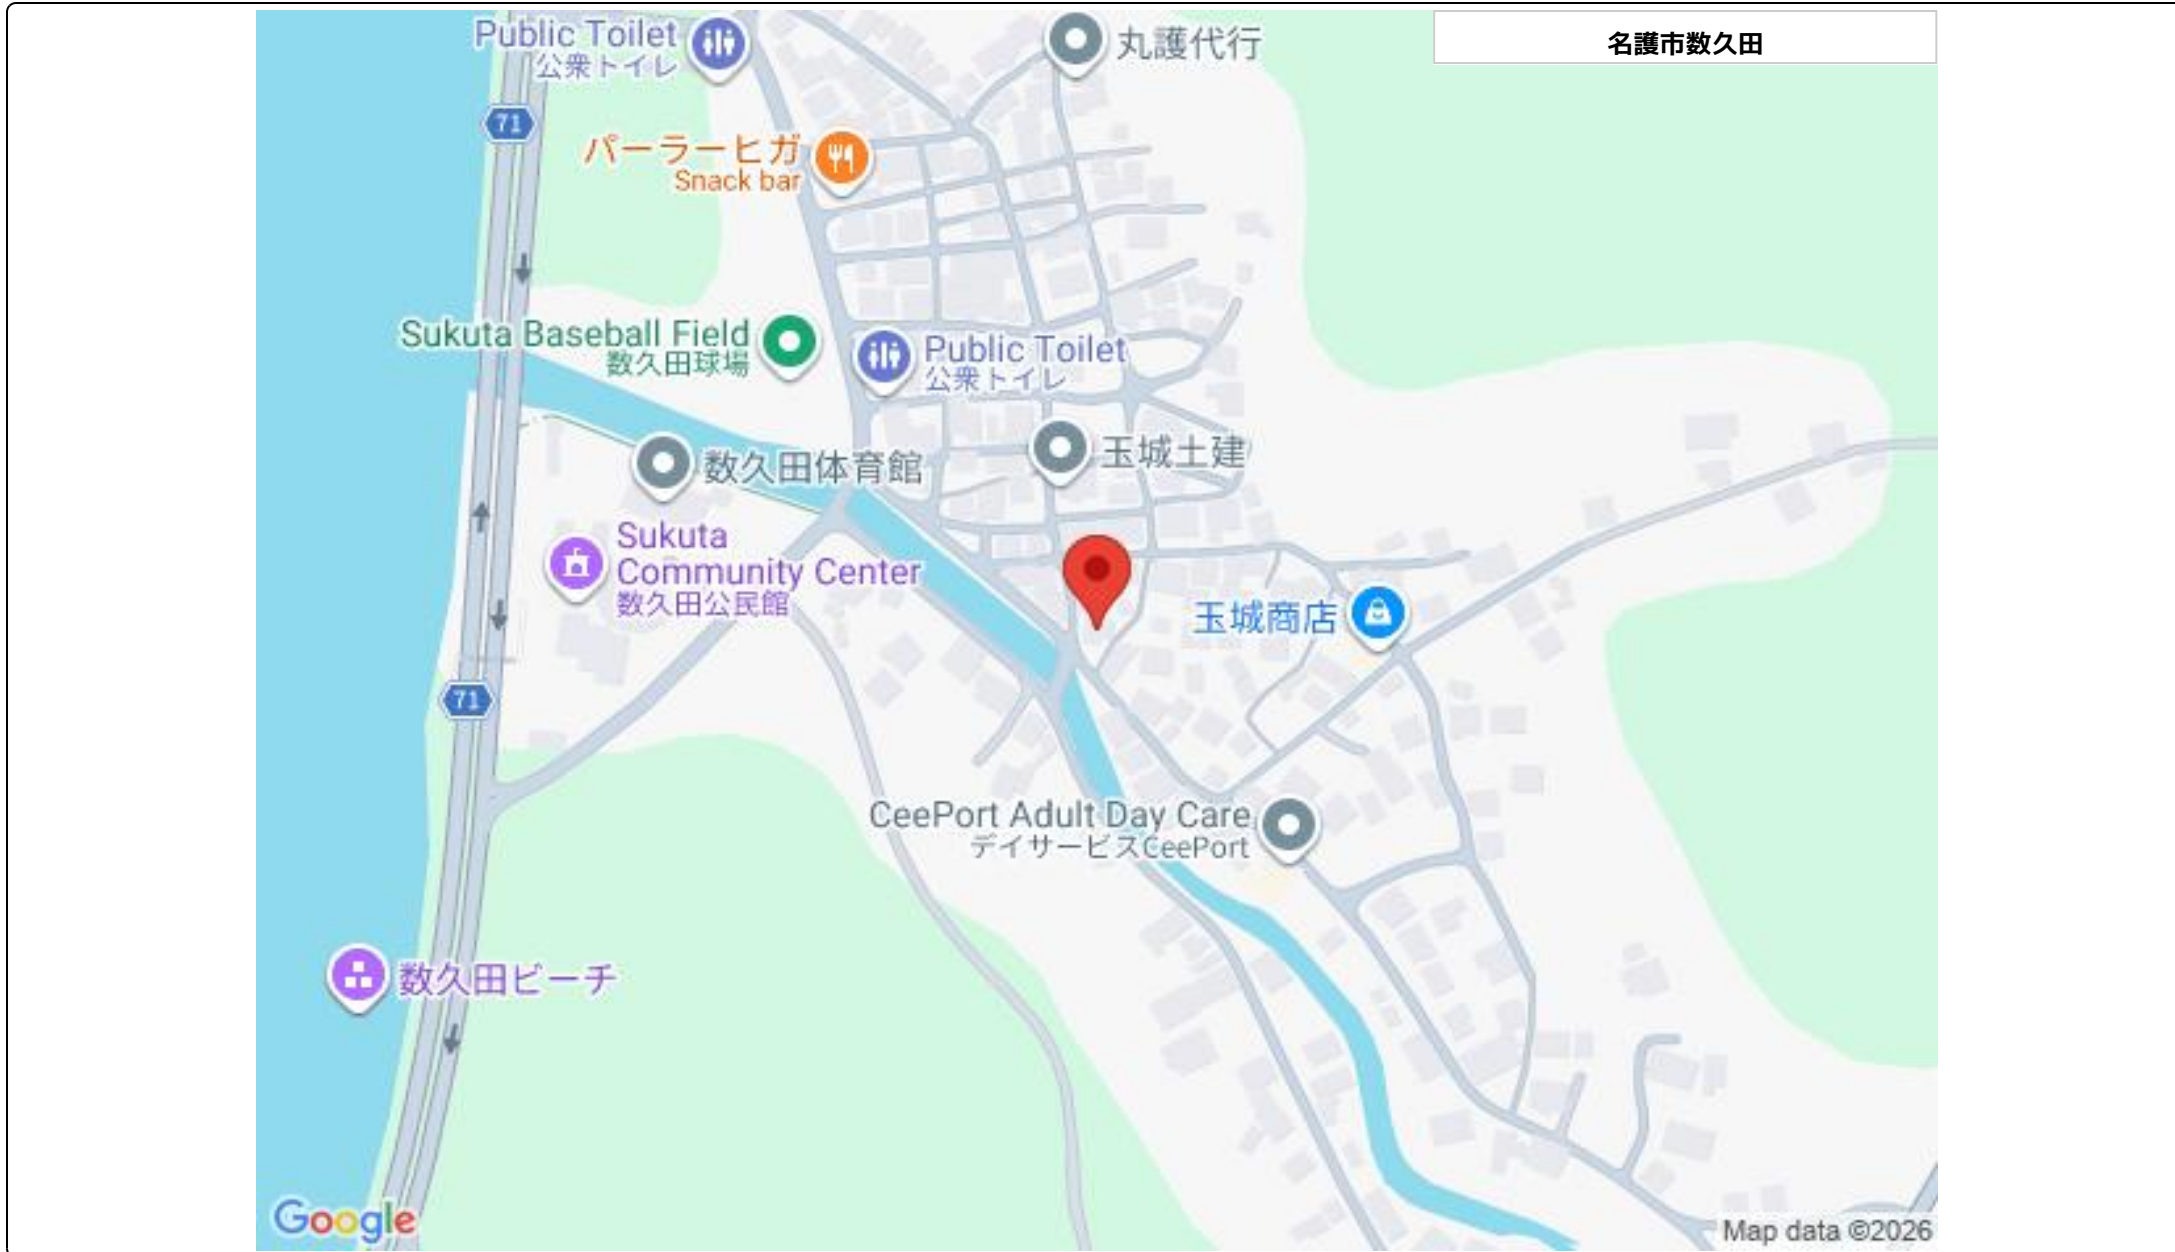 Public Toilet
公衆トイレ
丸護代行
名護市数久田
71
パーラーヒガ
Snack bar
Sukuta Baseball Field
数久田球場
Public Toilet
公衆トイレ
数久田体育館
玉城土建
Sukuta
Community Center
数久田公民館
玉城商店
71
CeePort Adult Day Care
デイサービスCeePort
数久田ビーチ
Google
Map data ©2026